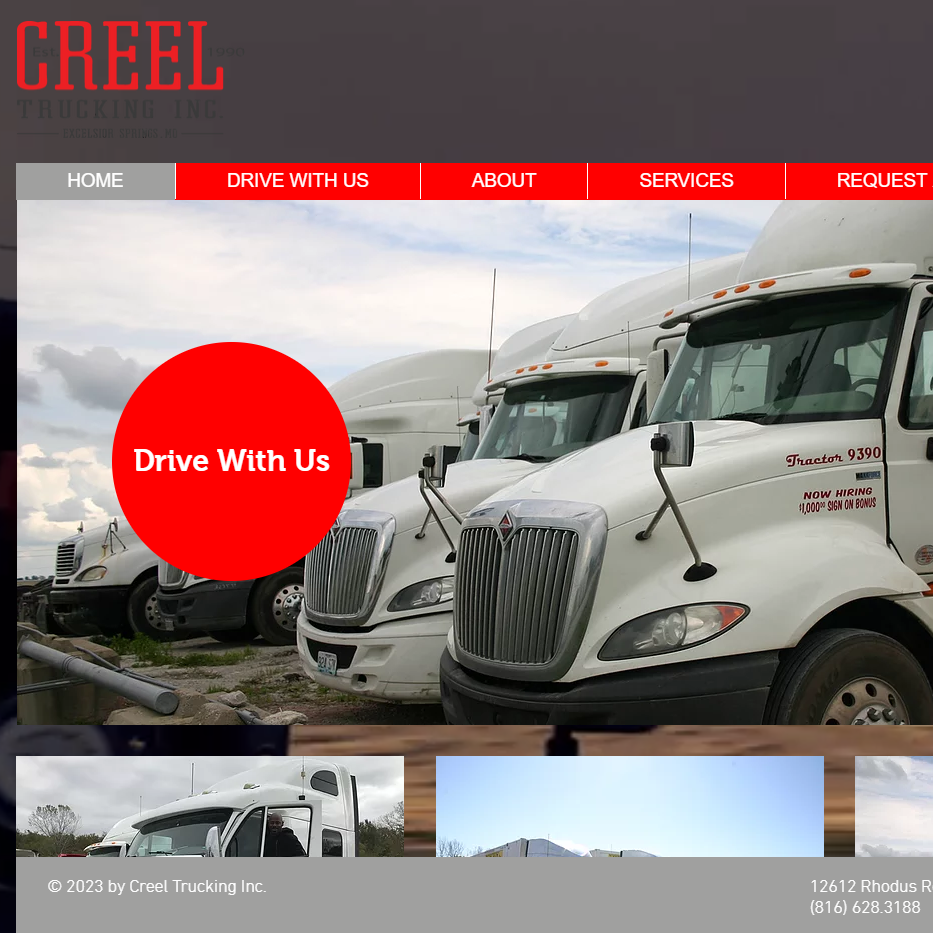 CREEL
Est. 1990
TRUCKING INC.
EXCELSIOR SPRINGS, MO
HOME
DRIVE WITH US
ABOUT
SERVICES
REQUEST
Drive With Us
Tractor 9390
NOW HIRING
$1,000⁰⁰ SIGN ON BONUS
© 2023 by Creel Trucking Inc.
12612 Rhodus
(816) 628.3188